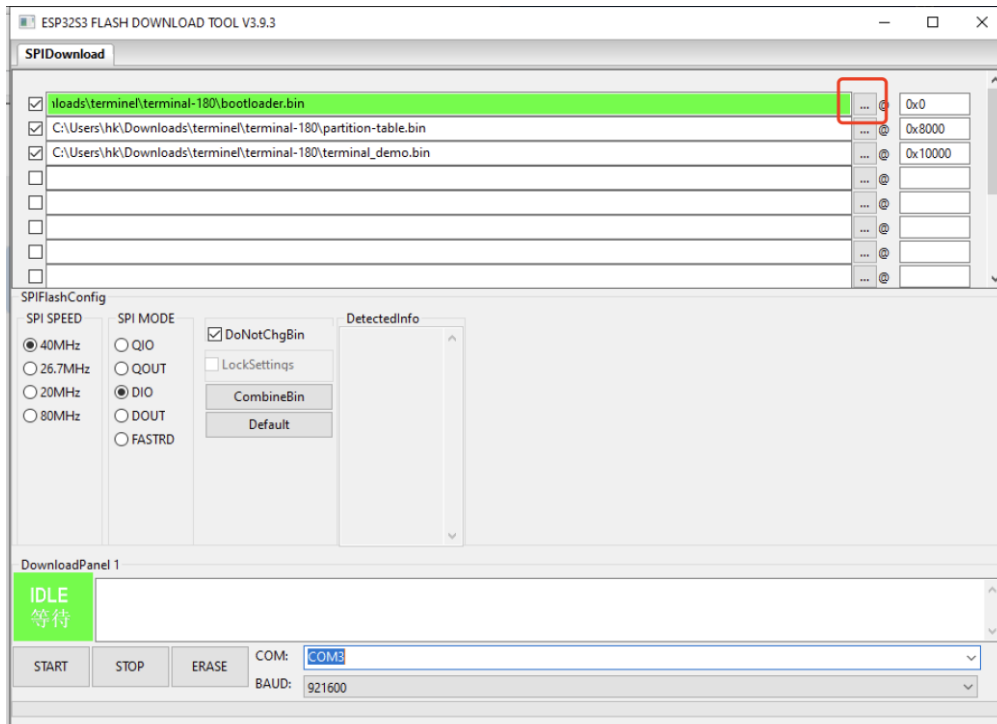 ESP32S3 FLASH DOWNLOAD TOOL V3.9.3
SPIDownload
ıloads\terminel\terminal-180\bootloader.bin ... @ 0x0
C:\Users\hk\Downloads\terminel\terminal-180\partition-table.bin ... @ 0x8000
C:\Users\hk\Downloads\terminel\terminal-180\terminal_demo.bin ... @ 0x10000
... @
... @
... @
... @
... @
SPIFlashConfig
SPI SPEED
40MHz
26.7MHz
20MHz
80MHz
SPI MODE
QIO
QOUT
DIO
DOUT
FASTRD
DoNotChgBin
LockSettings
CombineBin
Default
DetectedInfo
DownloadPanel 1
IDLE
等待
START STOP ERASE
COM: COM3
BAUD: 921600